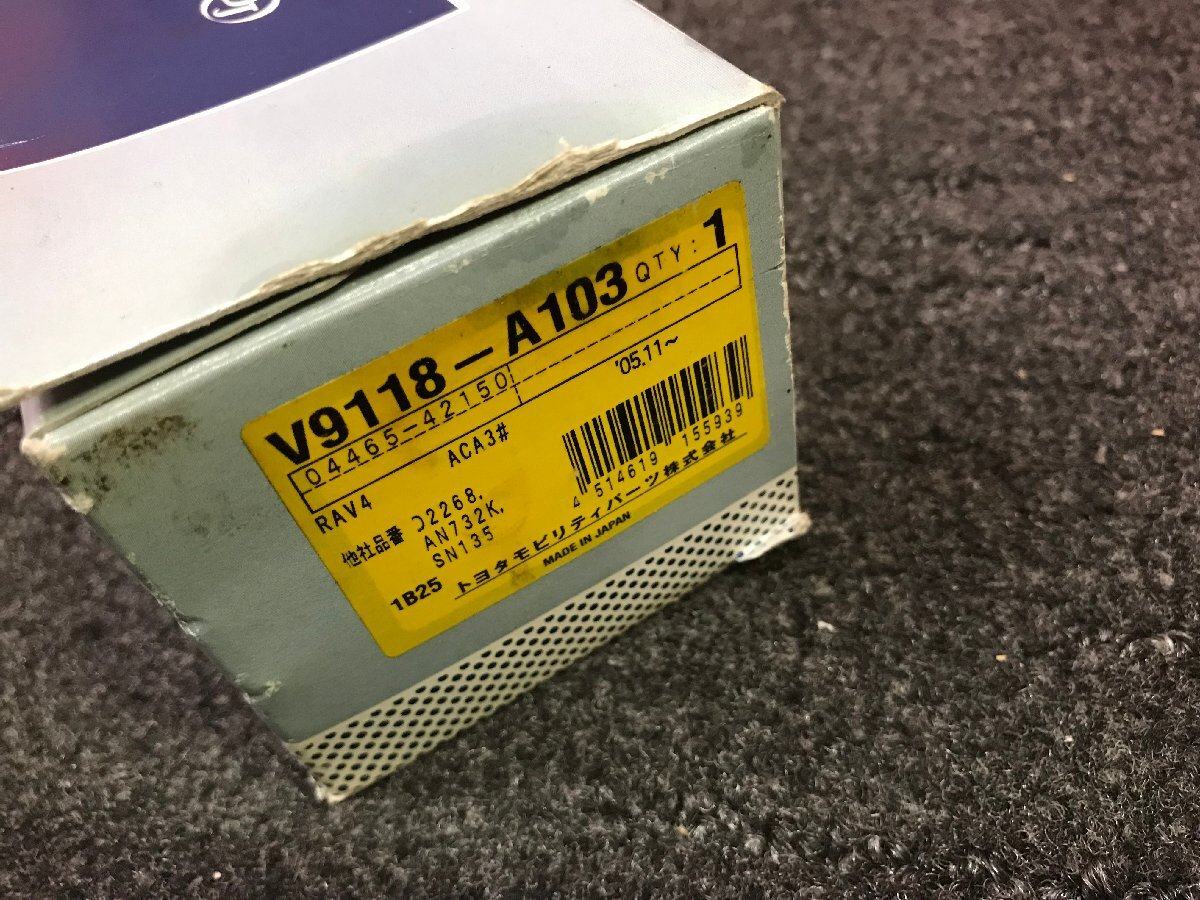 V9118-A103 QTY: 1
04465-42150
RAV4 ACA3# '05.11~
他社品番 D2268,
AN732K,
SN135
4 514619 155939
1B25 トヨタモビリティパーツ株式会社
MADE IN JAPAN